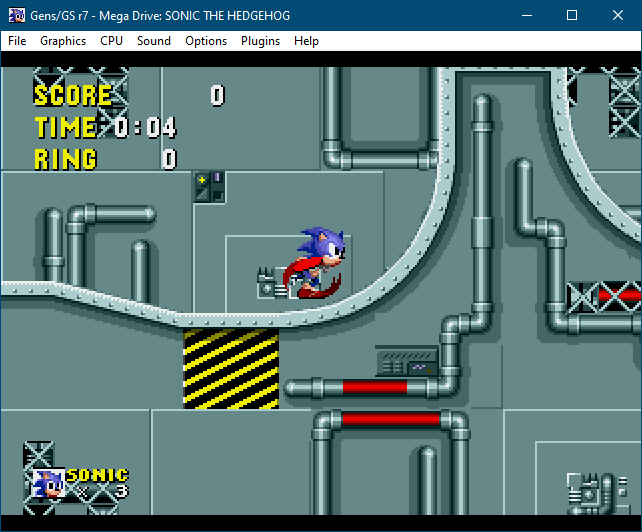 Gens/GS r7 - Mega Drive: SONIC THE HEDGEHOG
File Graphics CPU Sound Options Plugins Help
SCORE 0
TIME 0:04
RING 0
SONIC
x 3